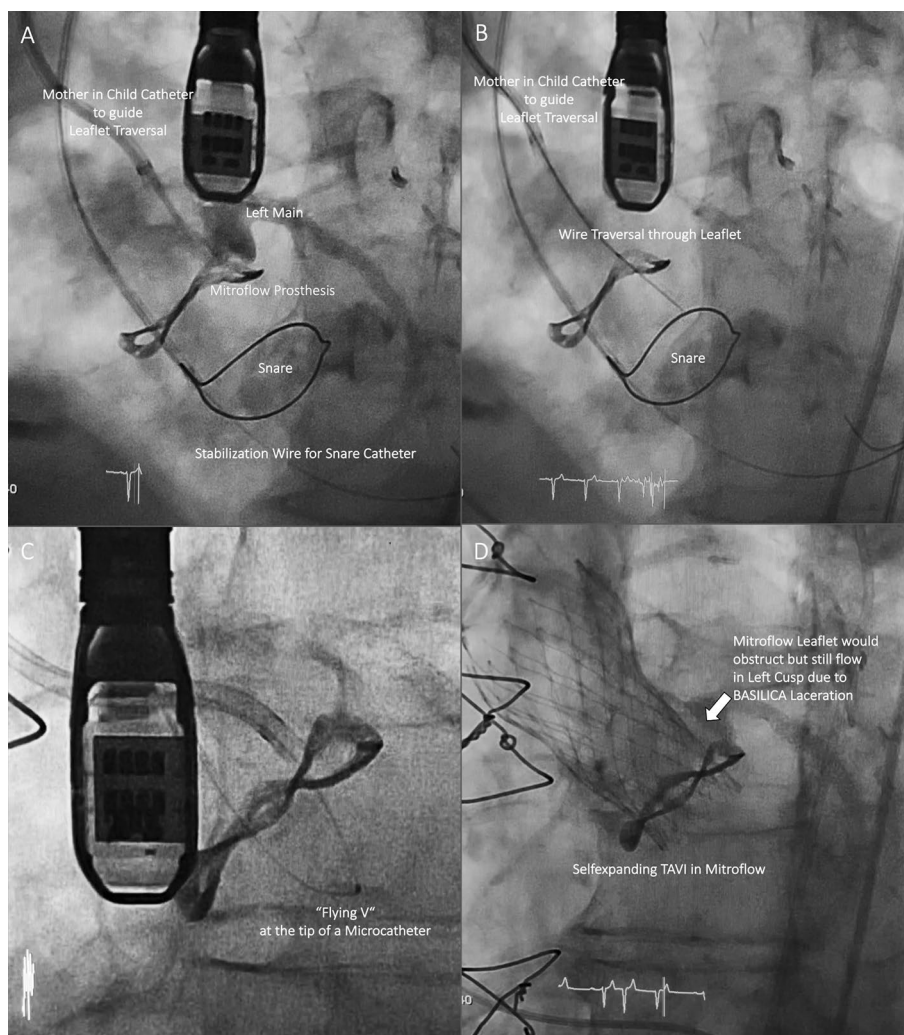 A
Mother in Child Catheter
to guide
Leaflet Traversal
Left Main
Mitroflow Prosthesis
Snare
Stabilization Wire for Snare Catheter
B
Mother in Child Catheter
to guide
Leaflet Traversal
Wire Traversal through Leaflet
Snare
C
"Flying V"
at the tip of a Microcatheter
D
Mitroflow Leaflet would
obstruct but still flow
in Left Cusp due to
BASILICA Laceration
Selfexpanding TAVI in Mitroflow